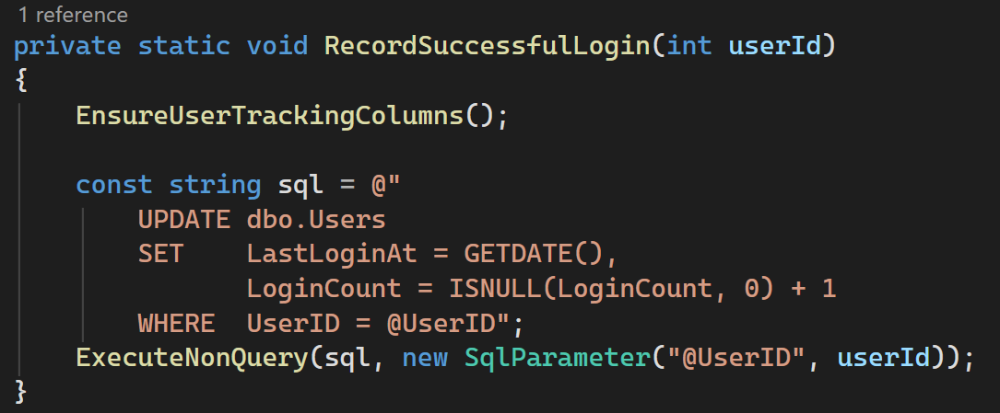 1 reference
private static void RecordSuccessfulLogin(int userId)
{
    EnsureUserTrackingColumns();

    const string sql = @"
        UPDATE dbo.Users
        SET    LastLoginAt = GETDATE(),
               LoginCount = ISNULL(LoginCount, 0) + 1
        WHERE  UserID = @UserID";
    ExecuteNonQuery(sql, new SqlParameter("@UserID", userId));
}